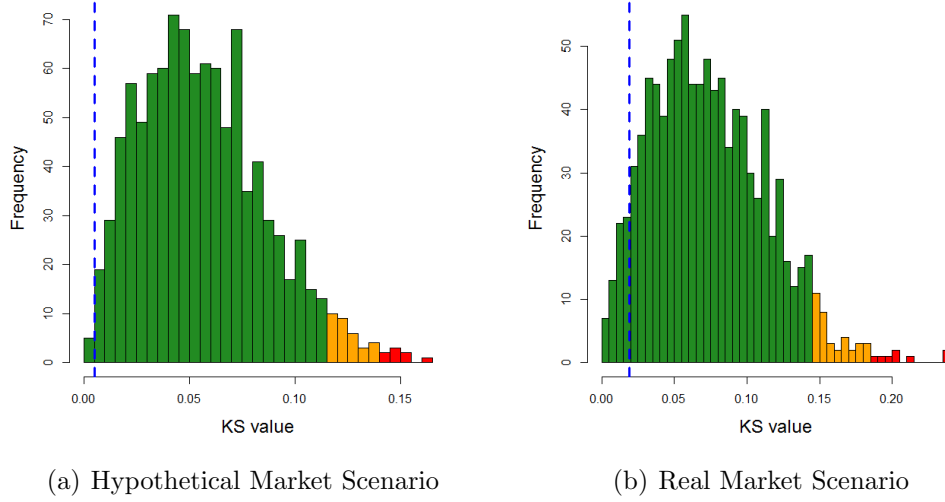 70
60
50
40
30
20
10
0
Frequency
0.00 0.05 0.10 0.15
KS value
(a) Hypothetical Market Scenario
50
40
30
20
10
0
Frequency
0.00 0.05 0.10 0.15 0.20
KS value
(b) Real Market Scenario